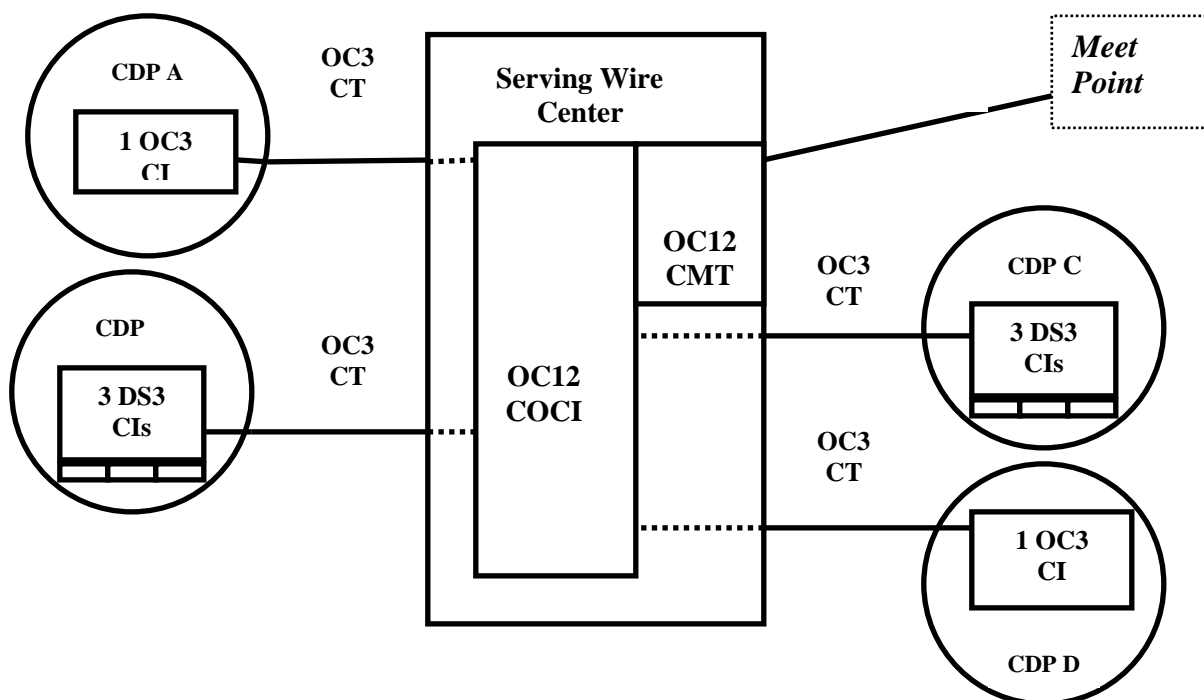 CDP A
1 OC3
CI
OC3
CT
Serving Wire
Center
Meet
Point
OC12
CMT
OC12
COCI
CDP
3 DS3
CIs
OC3
CT
OC3
CT
CDP C
3 DS3
CIs
OC3
CT
1 OC3
CI
CDP D